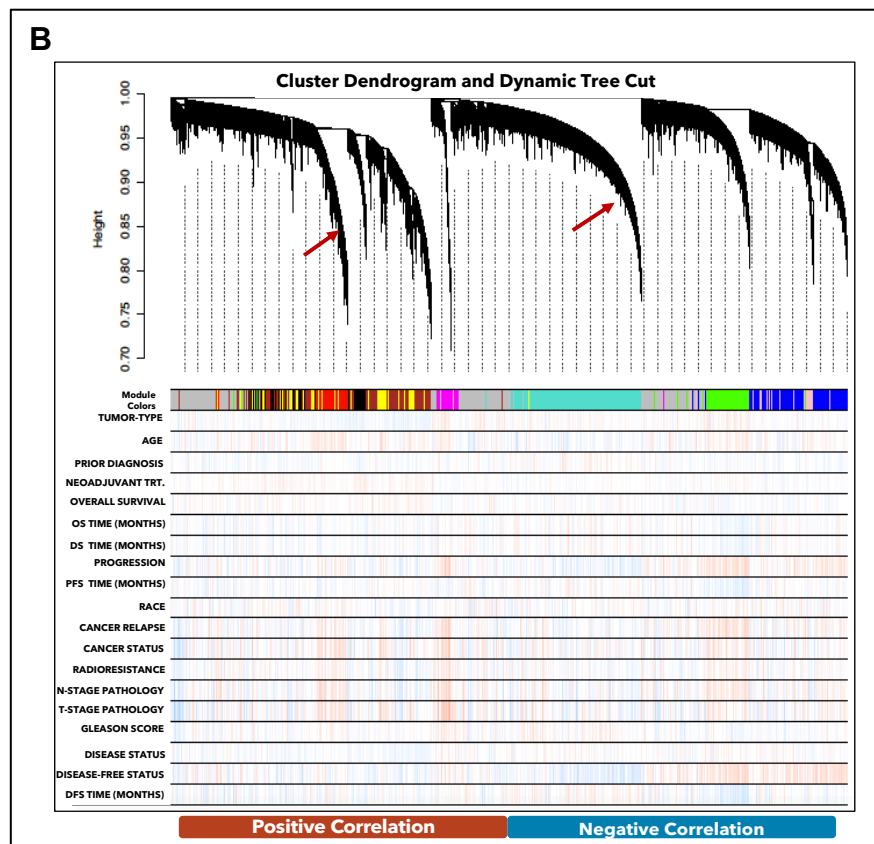 B
Cluster Dendrogram and Dynamic Tree Cut
1.00
0.95
0.90
0.85
0.80
0.75
0.70
Height
Module
Colors
TUMOR-TYPE
AGE
PRIOR DIAGNOSIS
NEOADJUVANT TRT.
OVERALL SURVIVAL
OS TIME (MONTHS)
DS TIME (MONTHS)
PROGRESSION
PFS TIME (MONTHS)
RACE
CANCER RELAPSE
CANCER STATUS
RADIORESISTANCE
N-STAGE PATHOLOGY
T-STAGE PATHOLOGY
GLEASON SCORE
DISEASE STATUS
DISEASE-FREE STATUS
DFS TIME (MONTHS)
Positive Correlation
Negative Correlation